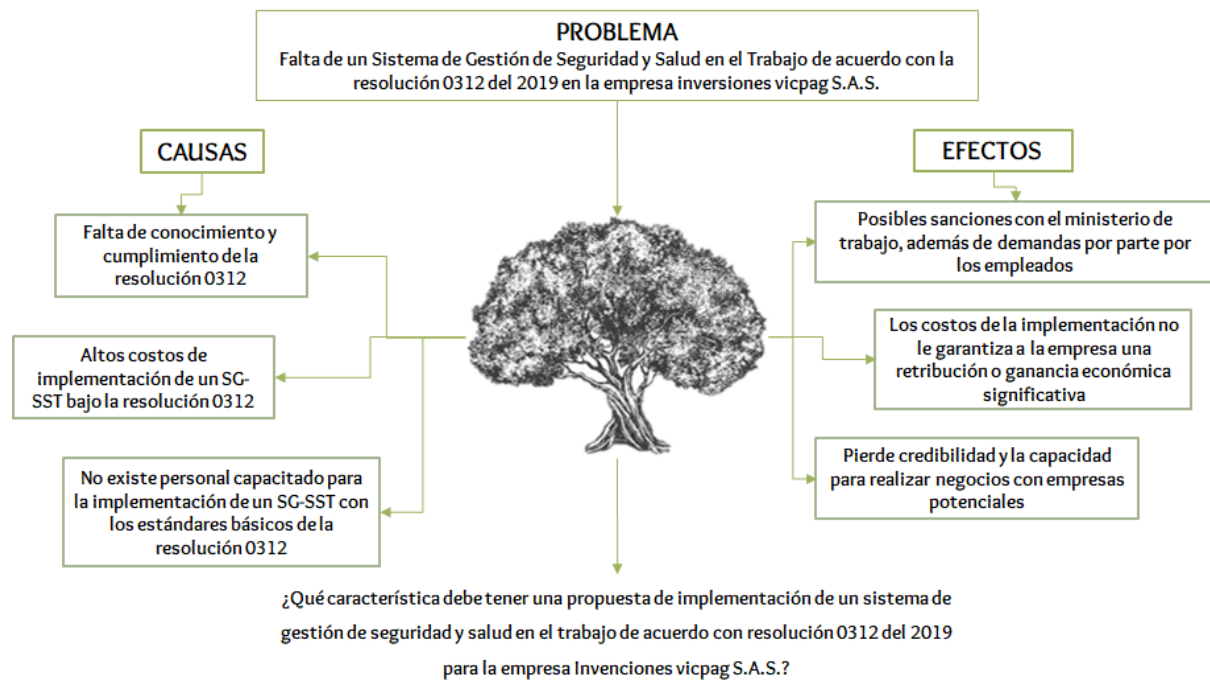 PROBLEMA
Falta de un Sistema de Gestión de Seguridad y Salud en el Trabajo de acuerdo con la
resolución 0312 del 2019 en la empresa inversiones vicpag S.A.S.
CAUSAS
Falta de conocimiento y
cumplimiento de la
resolución 0312
Altos costos de
implementación de un SG-
SST bajo la resolución 0312
No existe personal capacitado para
la implementación de un SG-SST con
los estándares básicos de la
resolución 0312
EFECTOS
Posibles sanciones con el ministerio de
trabajo, además de demandas por parte por
los empleados
Los costos de la implementación no
le garantiza a la empresa una
retribución o ganancia económica
significativa
Pierde credibilidad y la capacidad
para realizar negocios con empresas
potenciales
¿Qué característica debe tener una propuesta de implementación de un sistema de
gestión de seguridad y salud en el trabajo de acuerdo con resolución 0312 del 2019
para la empresa Invenciones vicpag S.A.S.?